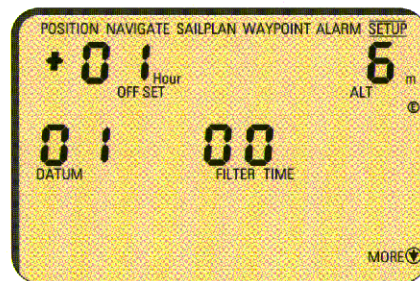 POSITION NAVIGATE SAILPLAN WAYPOINT ALARM SETUP
+01 Hour 6 m
OFF SET ALT
©
01 00
DATUM FILTER TIME
MORE